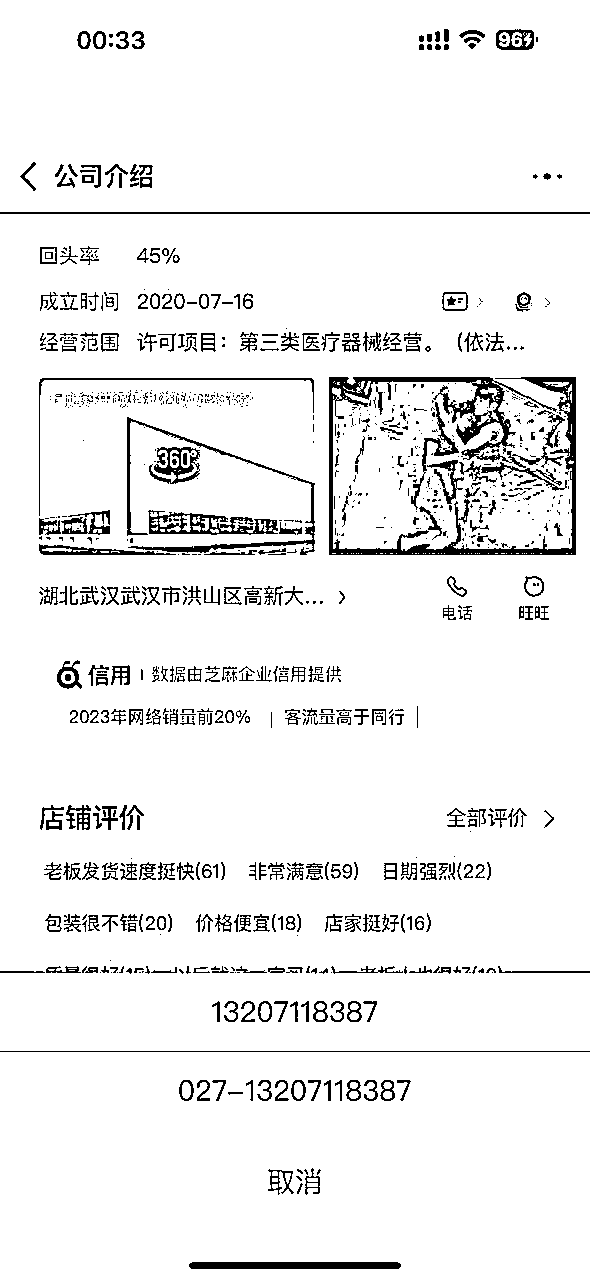 00:33
96
公司介绍
回头率 45%
成立时间 2020-07-16
经营范围 许可项目：第三类医疗器械经营。（依法...
360°
湖北武汉武汉市洪山区高新大... 
电话 旺旺
信用 数据由芝麻企业信用提供
2023年网络销量前20% | 客流量高于同行 |
店铺评价 全部评价
老板发货速度挺快(61) 非常满意(59) 日期强烈(22)
包装很不错(20) 价格便宜(18) 店家挺好(16)
13207118387
027-13207118387
取消